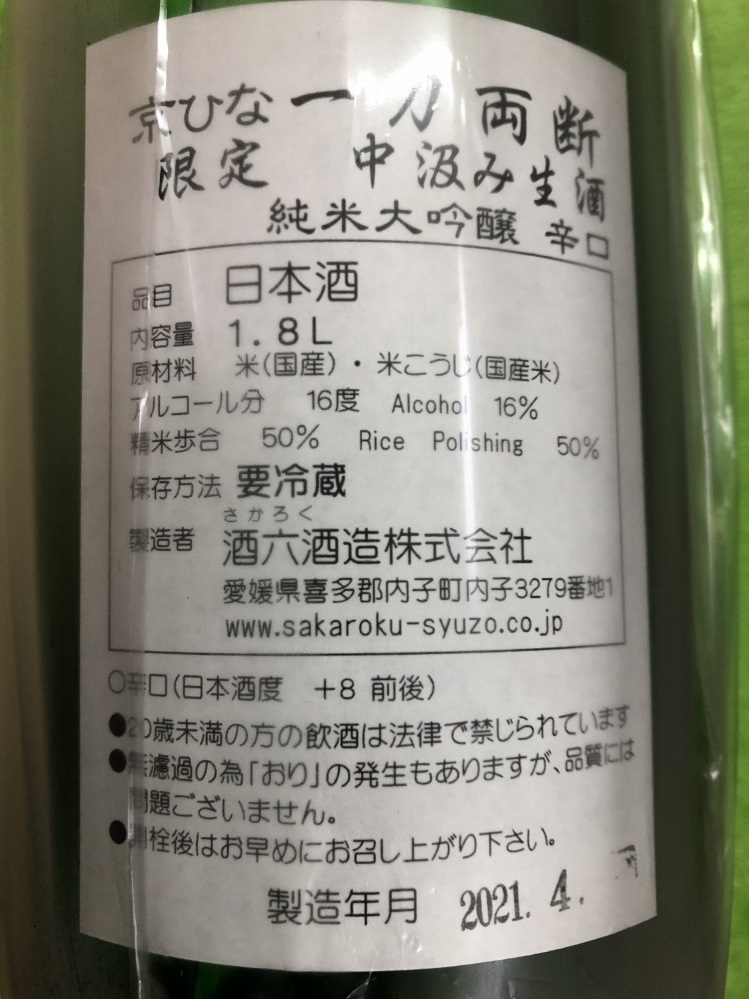 京ひな 一刀両断
限定 中汲み生酒
純米大吟醸 辛口
品目 日本酒
内容量 1.8L
原材料 米(国産)・米こうじ(国産米)
アルコール分 16度 Alcohol 16%
精米歩合 50% Rice Polishing 50%
保存方法 要冷蔵
さかろく
製造者 酒六酒造株式会社
愛媛県喜多郡内子町内子3279番地1
www.sakaroku-syuzo.co.jp
○辛口(日本酒度 +8 前後)
●20歳未満の方の飲酒は法律で禁じられています
●無濾過の為「おり」の発生もありますが、品質には
問題ございません。
●開栓後はお早めにお召し上がり下さい。
製造年月 2021.4.